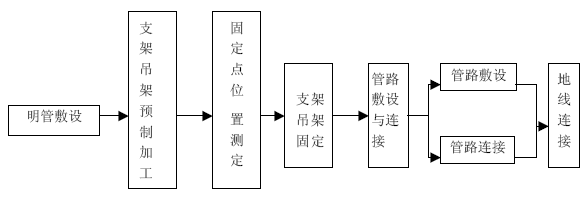 明管敷设
支
架
吊
架
预
制
加
工
固
定
点
位
置
测
定
支架
吊架
固定
管路
敷设
与连
接
管路敷设
管路连接
地
线
连
接